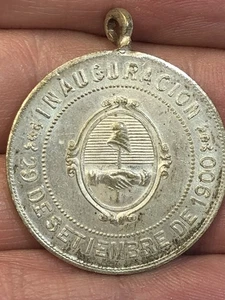 INAUGURACION
29 DE SETIEMBRE DE 1900